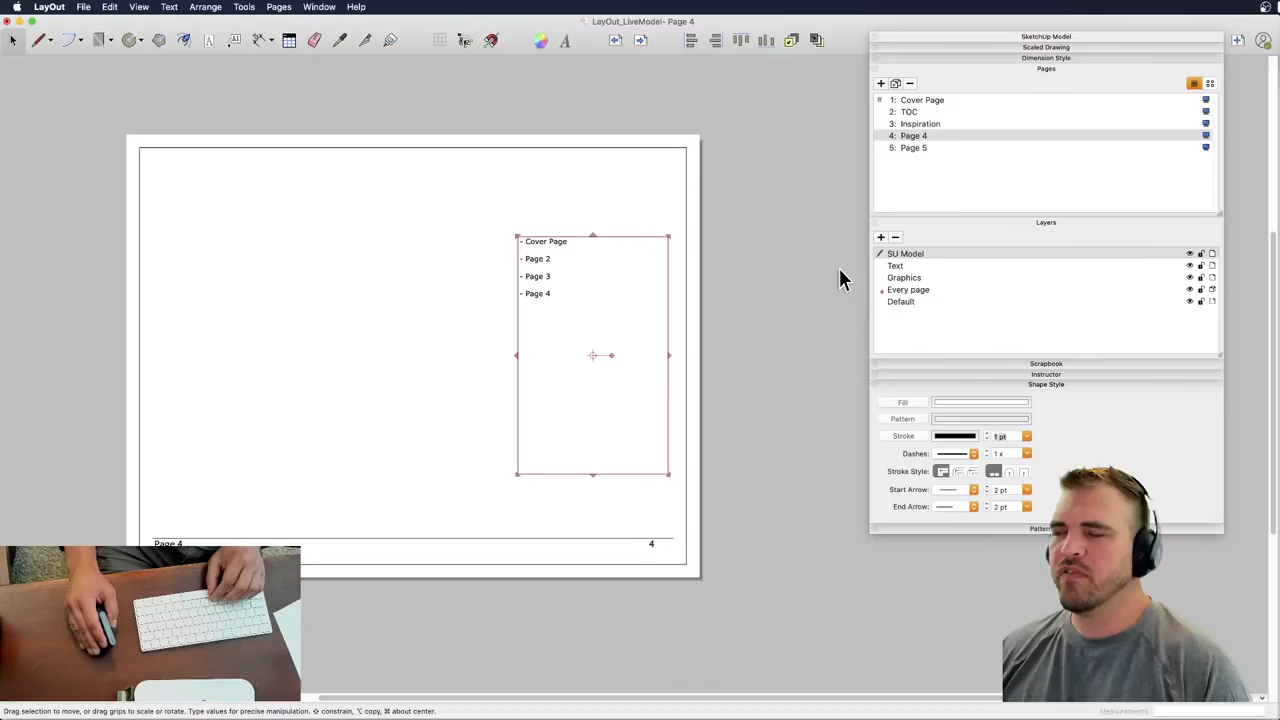 LayOut File Edit View Text Arrange Tools Pages Window Help
LayOut_LiveModel- Page 4
SketchUp Model
Scaled Drawing
Dimension Style
Pages
# 1: Cover Page
2: TOC
3: Inspiration
4: Page 4
5: Page 5
Layers
SU Model
Text
Graphics
Every page
Default
Scrapbook
Instructor
Shape Style
Fill
Pattern
Stroke 1 pt
Dashes: 1 x
Stroke Style:
Start Arrow: 2 pt
End Arrow: 2 pt
- Cover Page
- Page 2
- Page 3
- Page 4
Page 4 4
Drag selection to move, or drag grips to scale or rotate. Type values for precise manipulation. ⇧ constrain, ⌥ copy, ⌘ about center.
Measurements